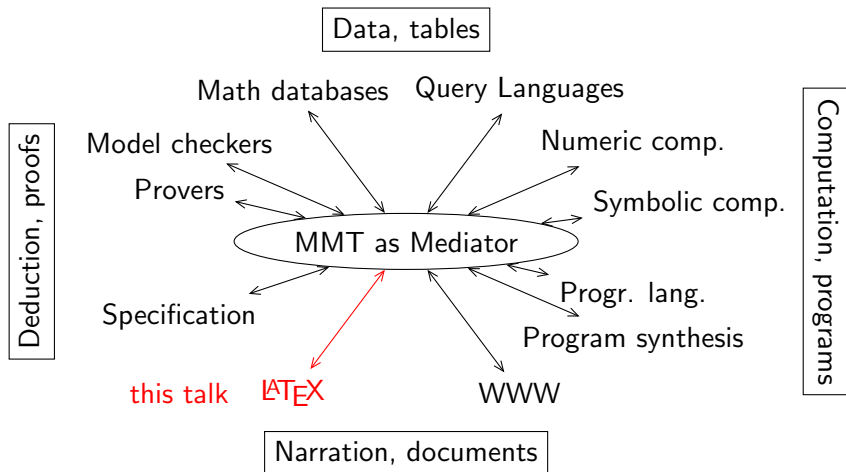 Data, tables
Math databases
Query Languages
Model checkers
Numeric comp.
Provers
Symbolic comp.
Deduction, proofs
Computation, programs
MMT as Mediator
Specification
Progr. lang.
Program synthesis
this talk
LATEX
WWW
Narration, documents